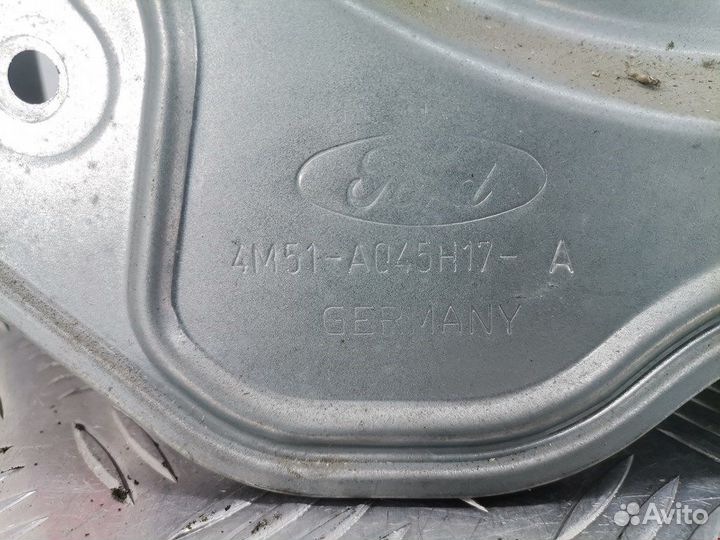 Ford
4M51-A045H17- A
GERMANY
Avito